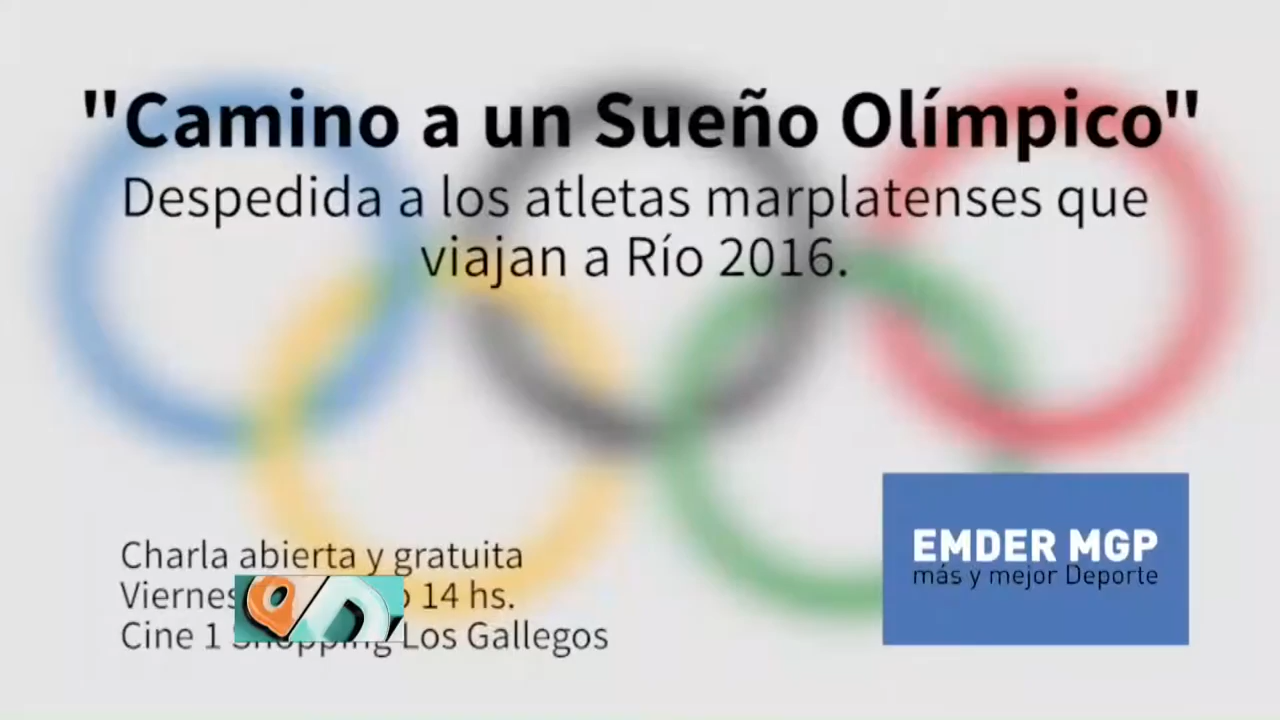 "Camino a un Sueño Olímpico"
Despedida a los atletas marplatenses que
viajan a Río 2016.
Charla abierta y gratuita
Viernes 14 hs.
Cine 1 Shopping Los Gallegos
EMDER MGP
más y mejor Deporte